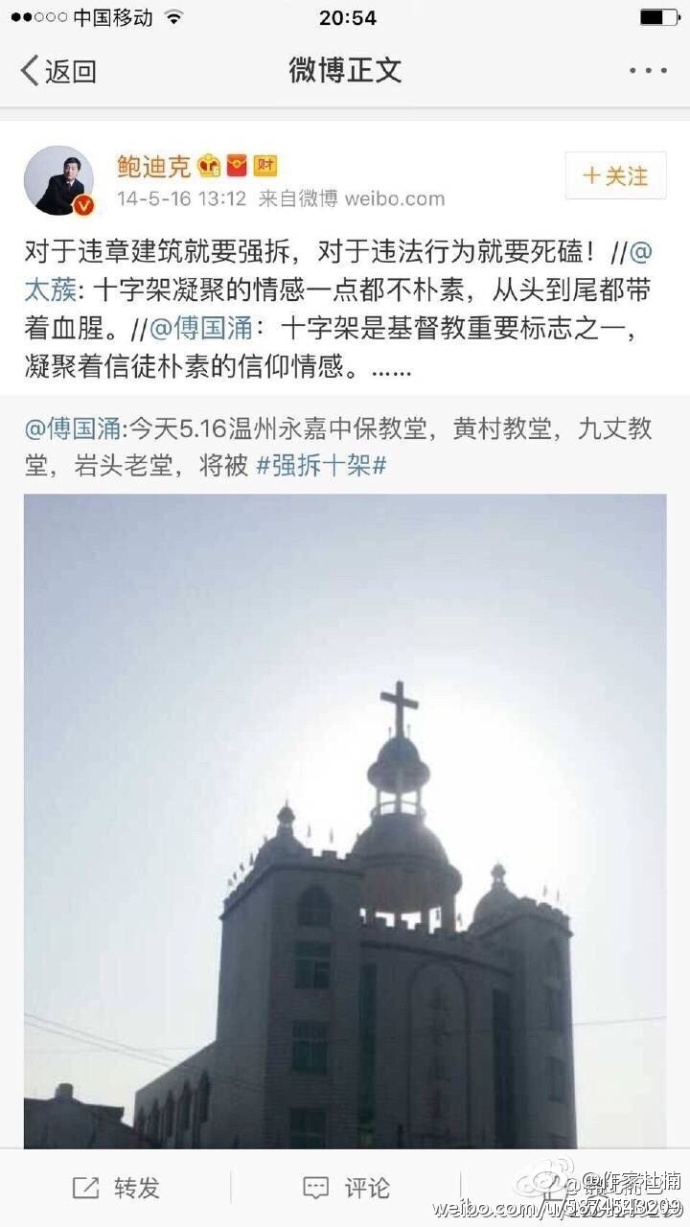 中国移动 20:54
返回 微博正文
鲍迪克 财
+关注
14-5-16 13:12 来自微博 weibo.com
对于违章建筑就要强拆，对于违法行为就要死磕！//@
太蔟: 十字架凝聚的情感一点都不朴素，从头到尾都带
着血腥。//@傅国涌：十字架是基督教重要标志之一，
凝聚着信徒朴素的信仰情感。……
@傅国涌:今天5.16温州永嘉中保教堂，黄村教堂，九丈教
堂，岩头老堂，将被 #强拆十架#
转发 评论
@作家杜楠